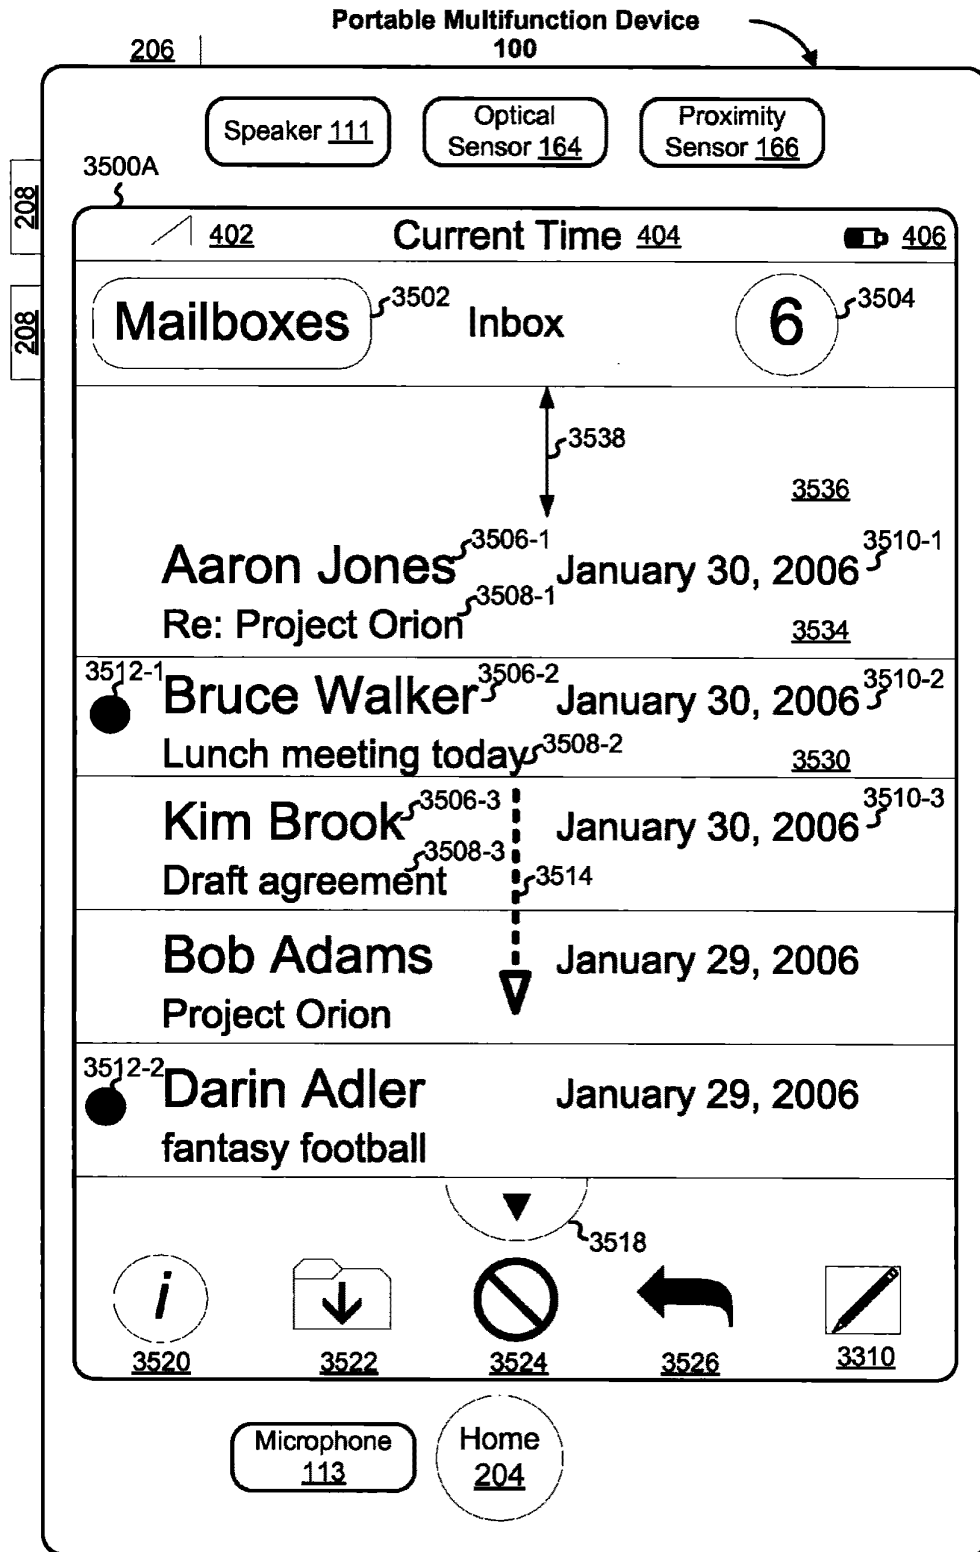 Portable Multifunction Device
100
206
Speaker 111
Optical
Sensor 164
Proximity
Sensor 166
3500A
208
402
Current Time 404
406
208
Mailboxes
3502
Inbox
6
3504
3538
3536
Aaron Jones
3506-1
January 30, 2006
3510-1
Re: Project Orion
3508-1
3534
3512-1
Bruce Walker
3506-2
January 30, 2006
3510-2
Lunch meeting today
3508-2
3530
Kim Brook
3506-3
January 30, 2006
3510-3
Draft agreement
3508-3
3514
Bob Adams
January 29, 2006
Project Orion
3512-2
Darin Adler
January 29, 2006
fantasy football
3518
i
3520
3522
3524
3526
3310
Microphone
113
Home
204